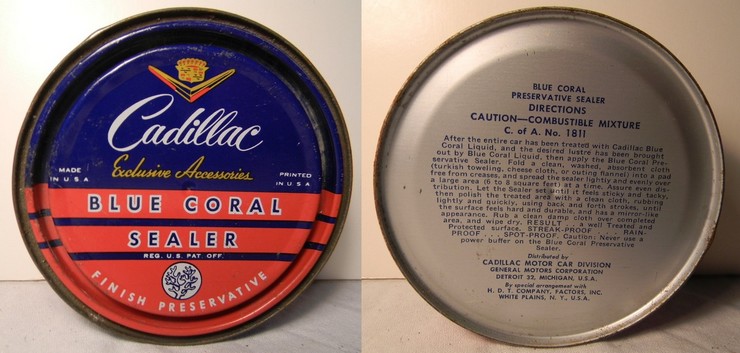 Cadillac
Exclusive Accessories
MADE
IN U.S.A
PRINTED
IN U.S.A
BLUE CORAL
SEALER
REG. U.S. PAT. OFF.
FINISH PRESERVATIVE
BLUE CORAL
PRESERVATIVE SEALER
DIRECTIONS
CAUTION—COMBUSTIBLE MIXTURE
C. of A. No. 1811
After the entire car has been treated with Cadillac Blue
Coral Liquid, and the desired lustre has been brought
out by Blue Coral Liquid, then apply the Blue Coral Pre-
servative Sealer. Fold a clean, washed, absorbent cloth
(turkish toweling, cheese cloth, or outing flannel) into a pad
free from creases, and spread the sealer lightly and evenly over
a large area (6 to 8 square feet) at a time. Assure even dis-
tribution. Let the Sealer set until it feels sticky and tacky,
then polish the treated area with a clean cloth, rubbing
lightly and quickly, using back and forth strokes, until
the surface feels hard and durable, and has a mirror-like
appearance. Rub a clean damp cloth over completed
area, and wipe dry. RESULT . . a well Treated and
Protected surface. STREAK-PROOF . . . RAIN-
PROOF . . . SPOT-PROOF. Caution: Never use a
power buffer on the Blue Coral Preservative
Sealer.
Distributed by
CADILLAC MOTOR CAR DIVISION
GENERAL MOTORS CORPORATION
DETROIT 32, MICHIGAN, U.S.A.
By special arrangement with
H. D. T. COMPANY, FACTORS, INC.
WHITE PLAINS, N. Y., U.S.A.